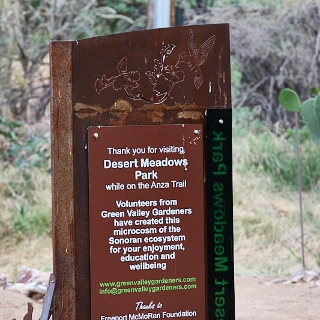 Thank you for visiting
Desert Meadows
Park
while on the Anza Trail
Volunteers from
Green Valley Gardeners
have created this
microcosm of the
Sonoran ecosystem
for your enjoyment,
education and
wellbeing
www.greenvalleygardeners.com
info@greenvalleygardeners.com
Thanks to
Freeport McMoRan Foundation
esert Meadows Park